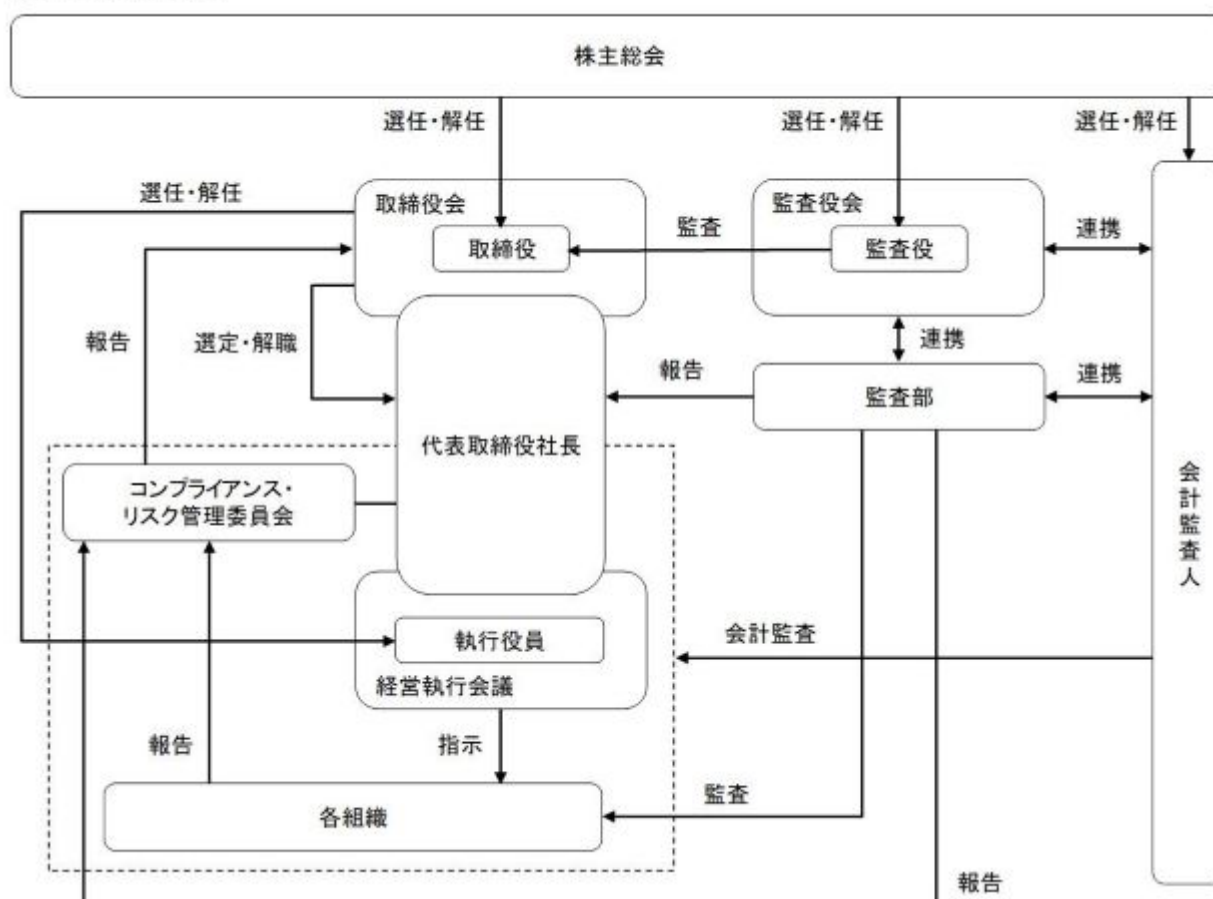 株主総会
選任・解任
選任・解任
選任・解任
選任・解任
取締役会
取締役
監査
監査役会
監査役
連携
報告
選定・解職
連携
報告
監査部
連携
代表取締役社長
コンプライアンス・
リスク管理委員会
会計監査人
執行役員
経営執行会議
会計監査
報告
指示
各組織
監査
報告